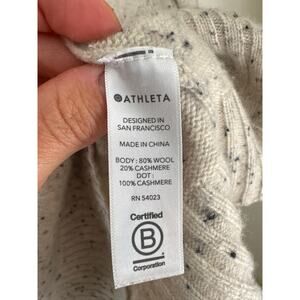 ATHLETA
DESIGNED IN
SAN FRANCISCO
MADE IN CHINA
BODY : 80% WOOL
20% CASHMERE
DOT :
100% CASHMERE
RN 54023
Certified
B
Corporation